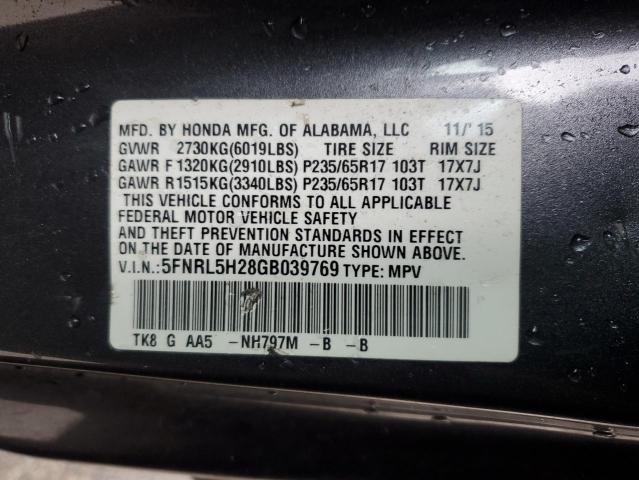 MFD. BY HONDA MFG. OF ALABAMA, LLC 11/'15
GVWR 2730KG(6019LBS) TIRE SIZE RIM SIZE
GAWR F 1320KG(2910LBS) P235/65R17 103T 17X7J
GAWR R 1515KG(3340LBS) P235/65R17 103T 17X7J
THIS VEHICLE CONFORMS TO ALL APPLICABLE
FEDERAL MOTOR VEHICLE SAFETY
AND THEFT PREVENTION STANDARDS IN EFFECT
ON THE DATE OF MANUFACTURE SHOWN ABOVE.
V.I.N.: 5FNRL5H28GB039769 TYPE: MPV
TK8 G AA5 -NH797M -B -B